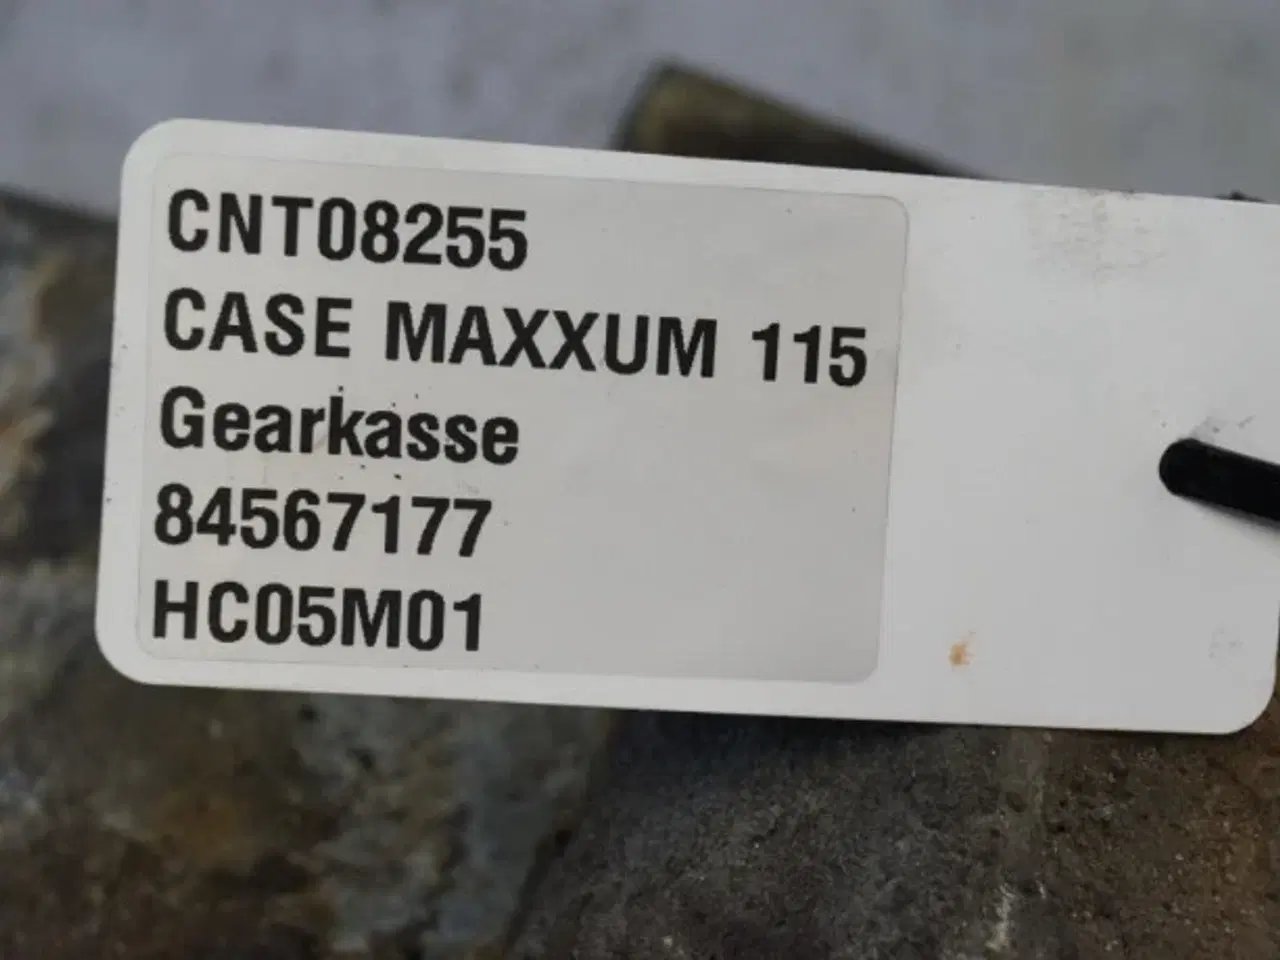 CNT08255
CASE MAXXUM 115
Gearkasse
84567177
HC05M01